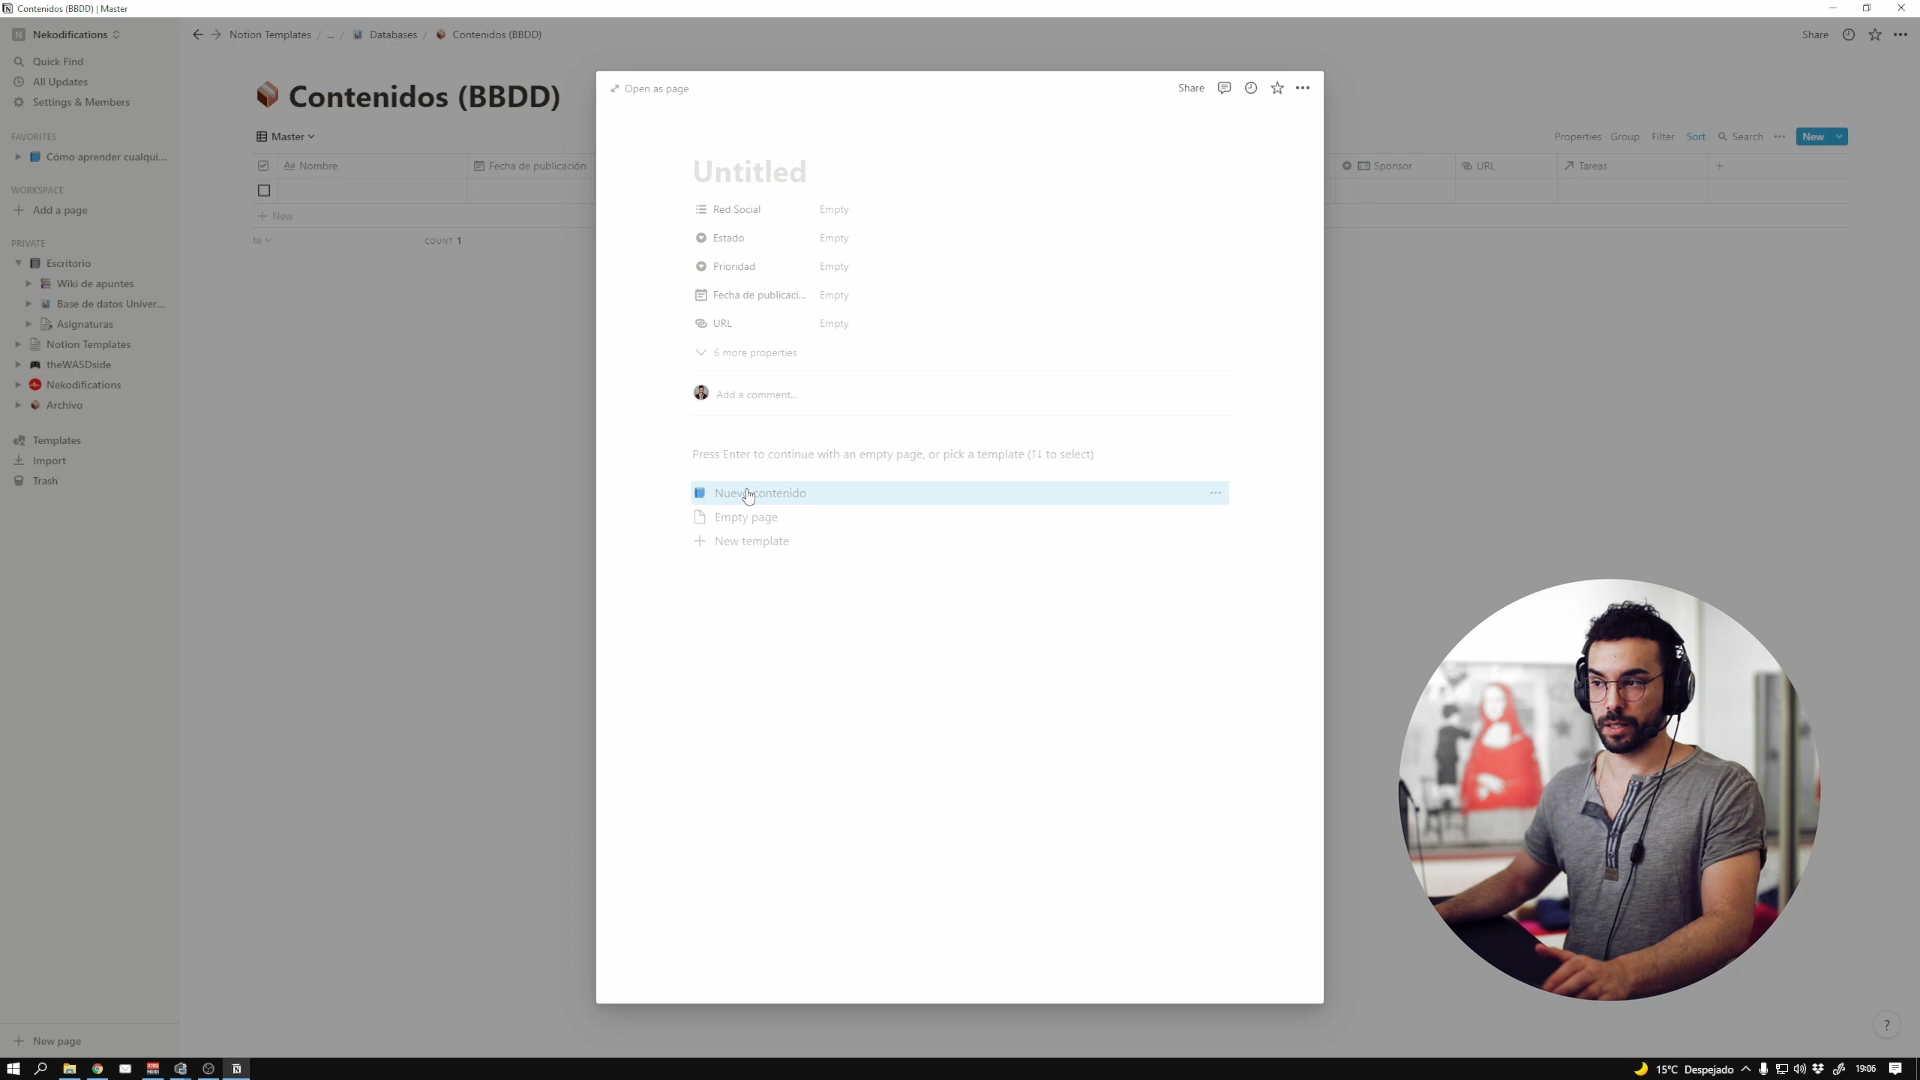 Contenidos (BBDD) | Master
Nekodifications
Quick Find
All Updates
Settings & Members
FAVORITES
Cómo aprender cualqui...
WORKSPACE
Add a page
PRIVATE
Escritorio
Wiki de apuntes
Base de datos Univer...
Asignaturas
Notion Templates
theWASDside
Nekodifications
Archivo
Templates
Import
Trash
New page
Notion Templates / ... / Databases / Contenidos (BBDD)
Share
Contenidos (BBDD)
Master
Properties Group Filter Sort Search New
Aa Nombre Fecha de publicación Sponsor URL Tareas
New
te COUNT 1
Open as page
Share
Untitled
Red Social Empty
Estado Empty
Prioridad Empty
Fecha de publicaci... Empty
URL Empty
6 more properties
Add a comment...
Press Enter to continue with an empty page, or pick a template (↑↓ to select)
Nuevo contenido
Empty page
New template
?
15°C Despejado 19:06